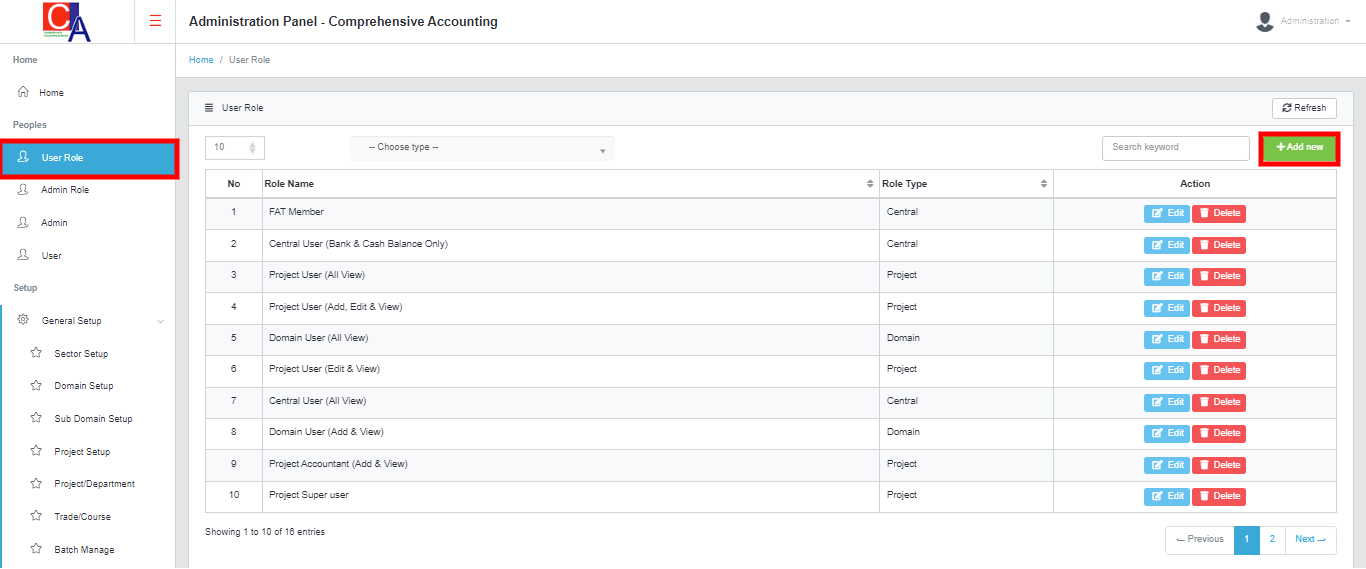 CA
Administration Panel - Comprehensive Accounting
Administration
Home
Home / User Role
Home
Peoples
User Role
Admin Role
Admin
User
Setup
General Setup
Sector Setup
Domain Setup
Sub Domain Setup
Project Setup
Project/Department
Trade/Course
Batch Manage
User Role
Refresh
10
-- Choose type --
Search keyword
+ Add new
No Role Name Role Type Action
1 FAT Member Central Edit Delete
2 Central User (Bank & Cash Balance Only) Central Edit Delete
3 Project User (All View) Project Edit Delete
4 Project User (Add, Edit & View) Project Edit Delete
5 Domain User (All View) Domain Edit Delete
6 Project User (Edit & View) Project Edit Delete
7 Central User (All View) Central Edit Delete
8 Domain User (Add & View) Domain Edit Delete
9 Project Accountant (Add & View) Project Edit Delete
10 Project Super user Project Edit Delete
Showing 1 to 10 of 16 entries
Previous 1 2 Next